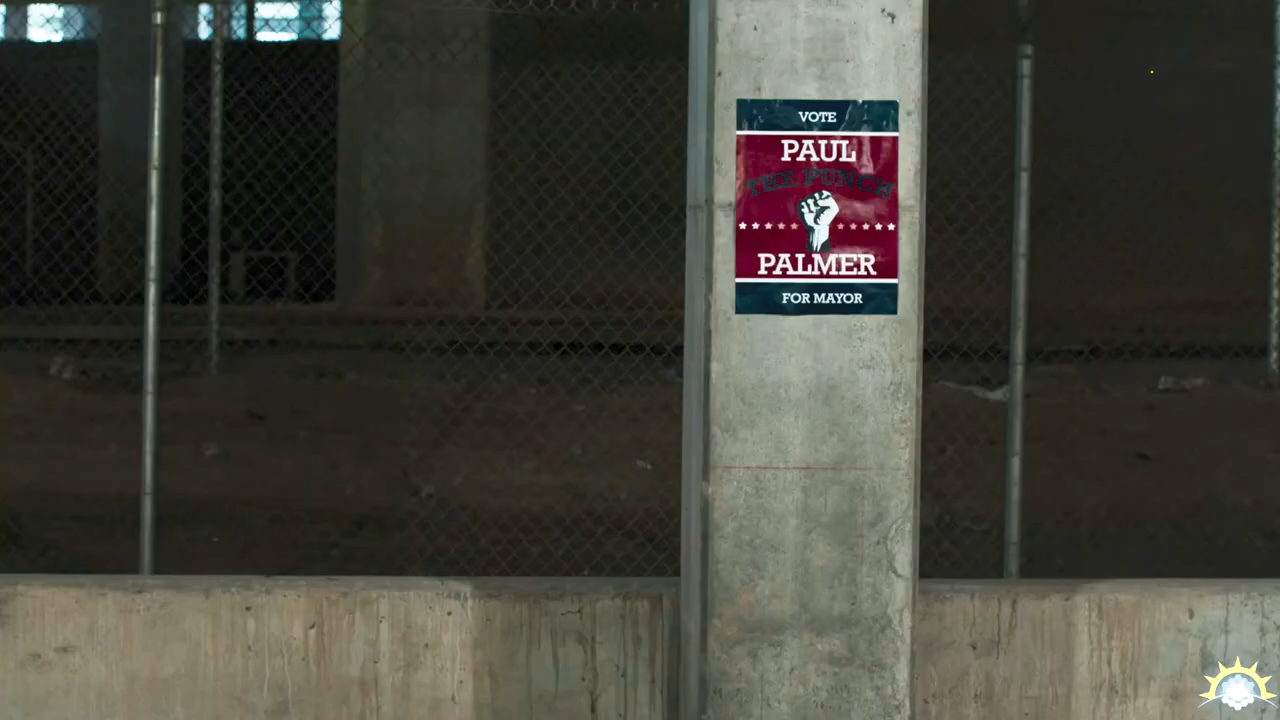 VOTE
PAUL
THE PUNCH
PALMER
FOR MAYOR